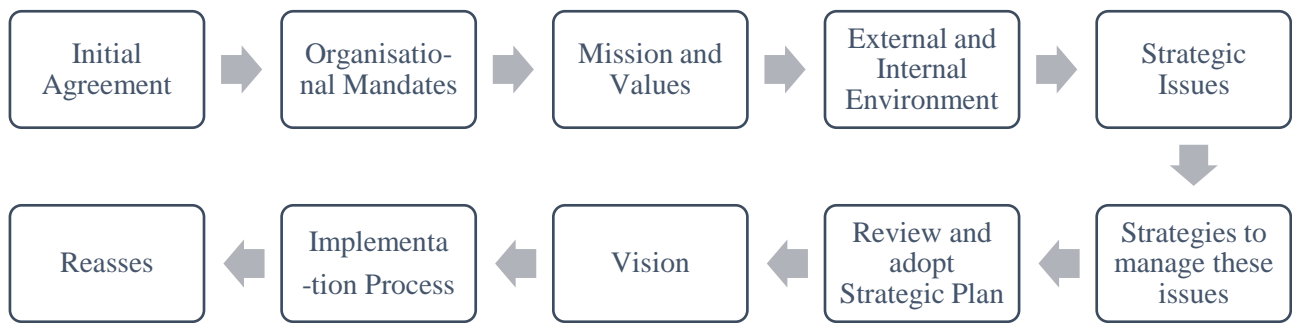 Initial
Agreement
Organisatio-
nal Mandates
Mission and
Values
External and
Internal
Environment
Strategic
Issues
Strategies to
manage these
issues
Review and
adopt
Strategic Plan
Vision
Implementa
-tion Process
Reasses